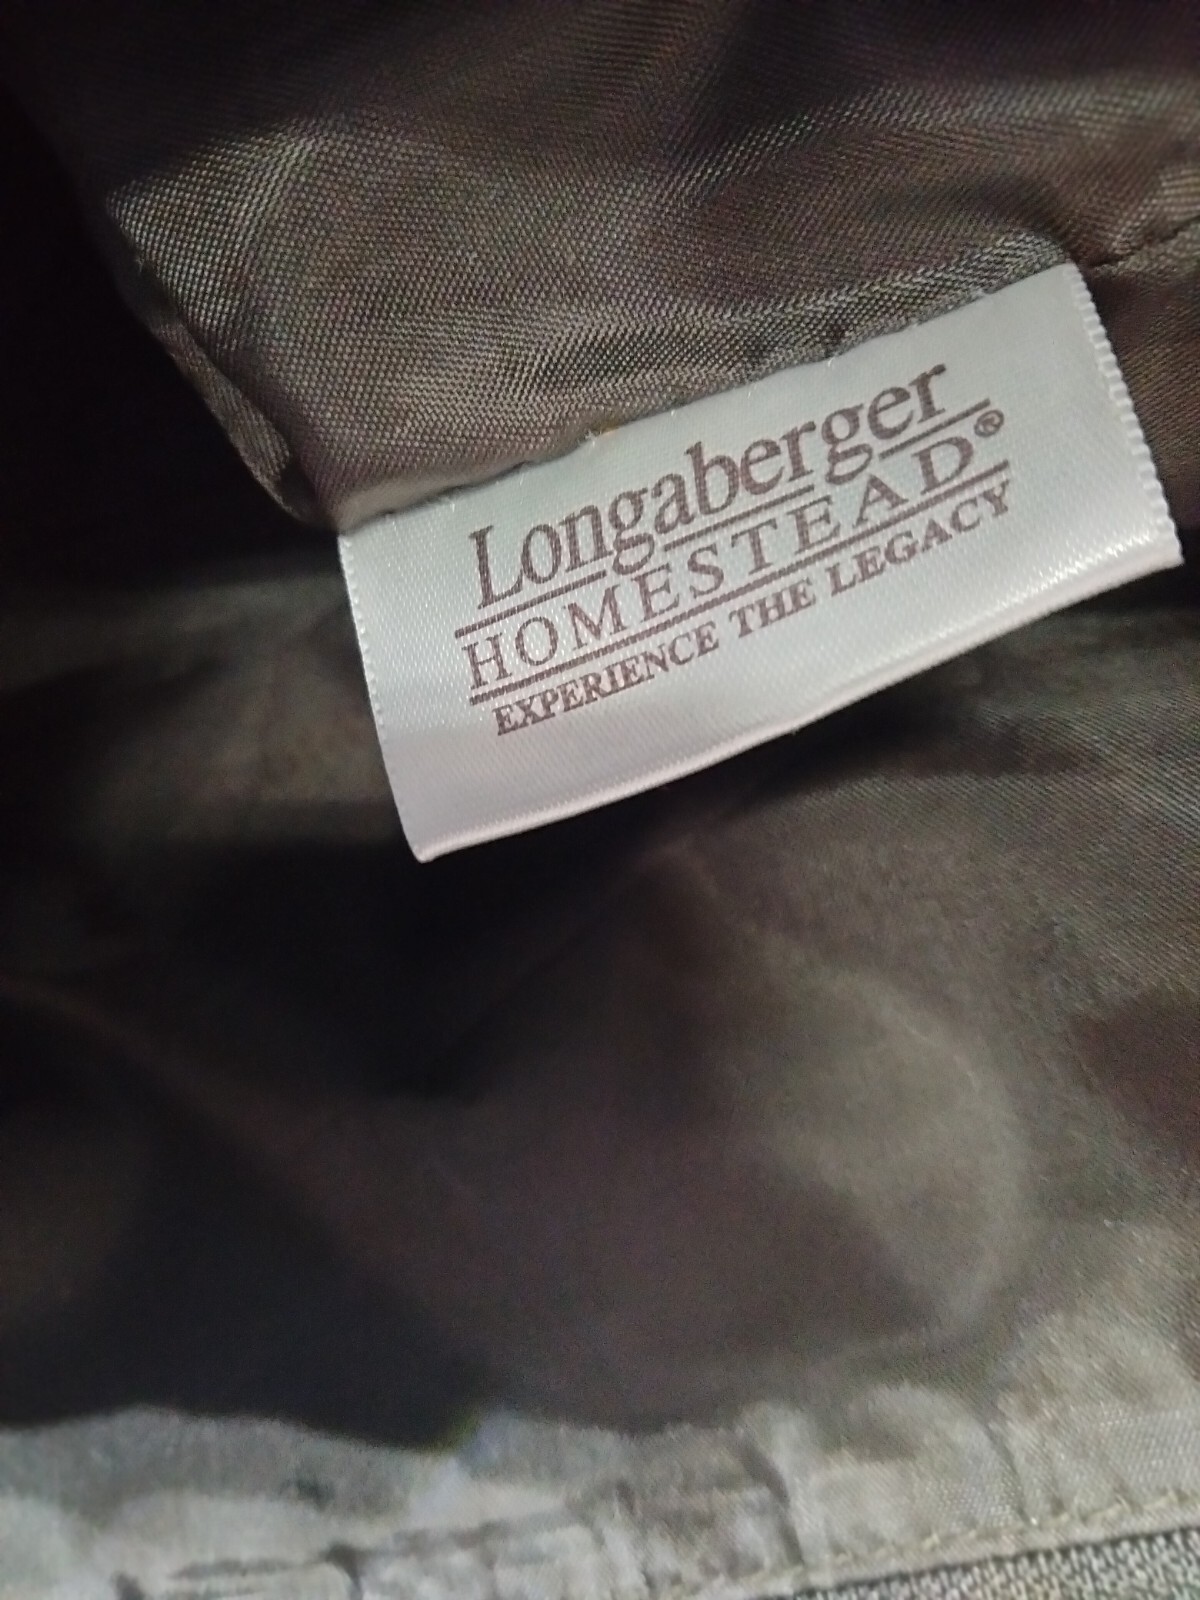 Longaberger
HOMESTEAD®
EXPERIENCE THE LEGACY